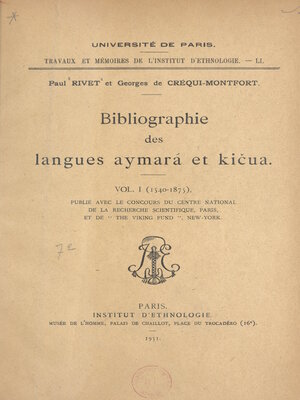 UNIVERSITÉ DE PARIS.
TRAVAUX ET MÉMOIRES DE L'INSTITUT D'ETHNOLOGIE. — LI.
Paul RIVET et Georges de CRÉQUI-MONTFORT.
Bibliographie
des
langues aymará et kičua.
VOL. I (1540-1875),
PUBLIÉ AVEC LE CONCOURS DU CENTRE NATIONAL
DE LA RECHERCHE SCIENTIFIQUE, PARIS,
ET DE “ THE VIKING FUND ”, NEW-YORK.
PARIS.
INSTITUT D'ETHNOLOGIE.
MUSÉE DE L'HOMME, PALAIS DE CHAILLOT, PLACE DU TROCADÉRO (16e).
1951.